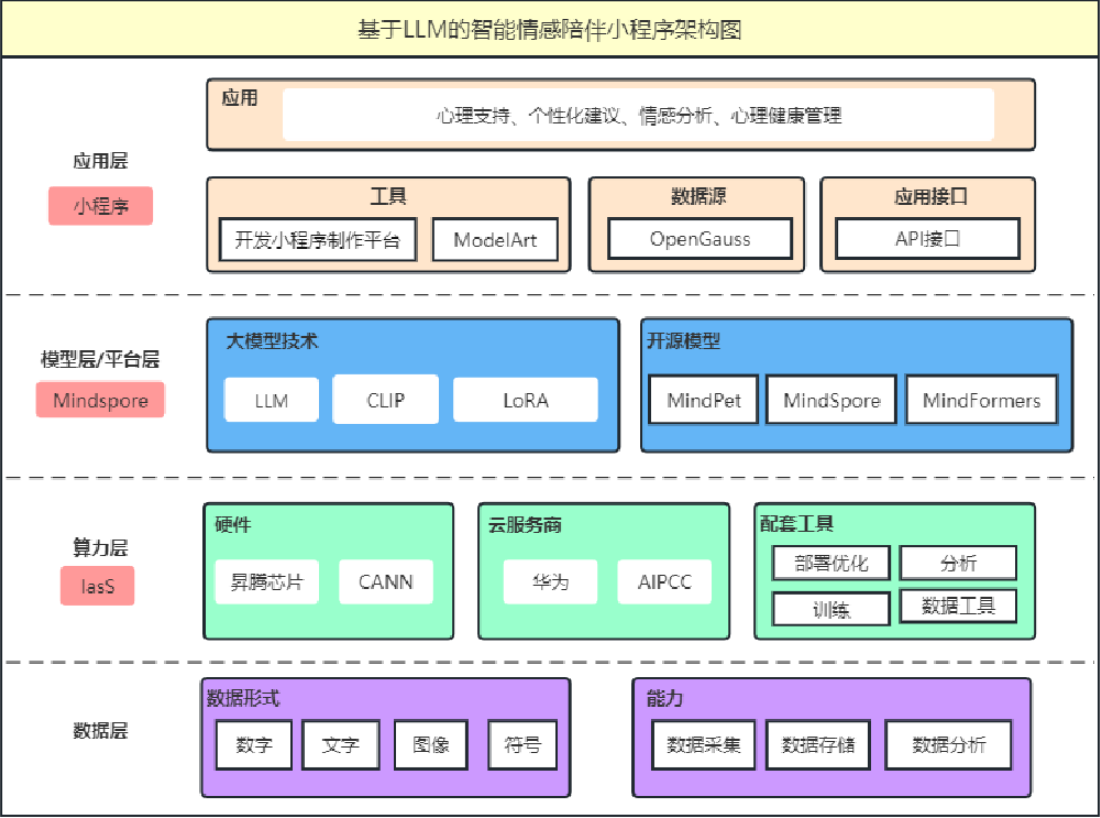 基于LLM的智能情感陪伴小程序架构图
应用层
小程序
应用
心理支持、个性化建议、情感分析、心理健康管理
工具
开发小程序制作平台
ModelArt
数据源
OpenGauss
应用接口
API接口
模型层/平台层
Mindspore
大模型技术
LLM
CLIP
LoRA
开源模型
MindPet
MindSpore
MindFormers
算力层
IasS
硬件
昇腾芯片
CANN
云服务商
华为
AIPCC
配套工具
部署优化
分析
训练
数据工具
数据层
数据形式
数字
文字
图像
符号
能力
数据采集
数据存储
数据分析